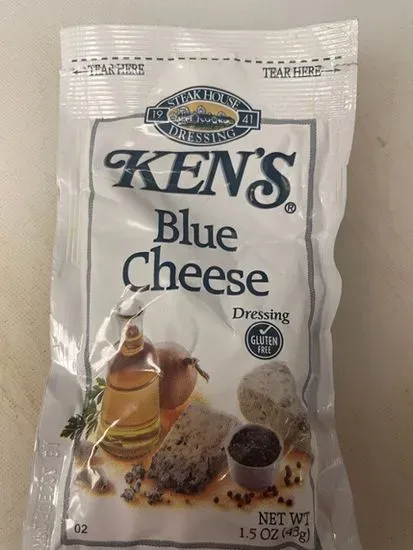 TEAR HERE
TEAR HERE
STEAK HOUSE
19 41
DRESSING
KEN'S®
Blue
Cheese
Dressing
GLUTEN
FREE
NET WT
1.5 OZ (43g)
02